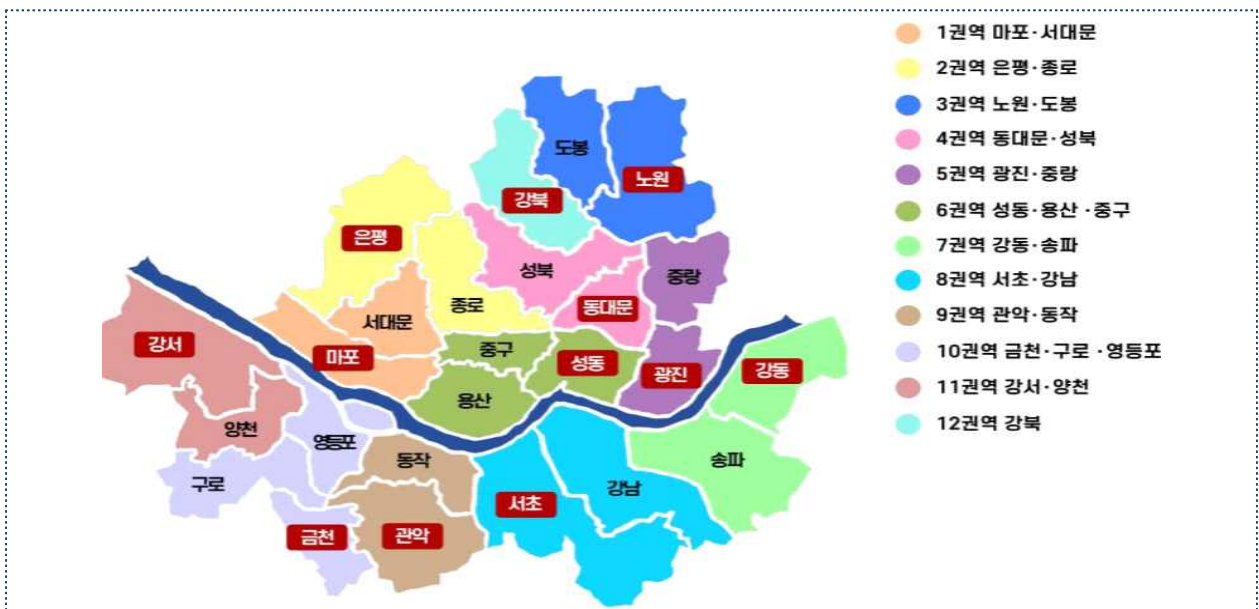 1권역 마포·서대문
2권역 은평·종로
3권역 노원·도봉
4권역 동대문·성북
5권역 광진·중랑
6권역 성동·용산 ·중구
7권역 강동·송파
8권역 서초·강남
9권역 관악·동작
10권역 금천·구로 ·영등포
11권역 강서·양천
12권역 강북
도봉
노원
강북
은평
성북
중랑
종로
동대문
서대문
강서
마포
중구
성동
광진
강동
용산
양천
영등포
동작
송파
구로
강남
서초
금천
관악